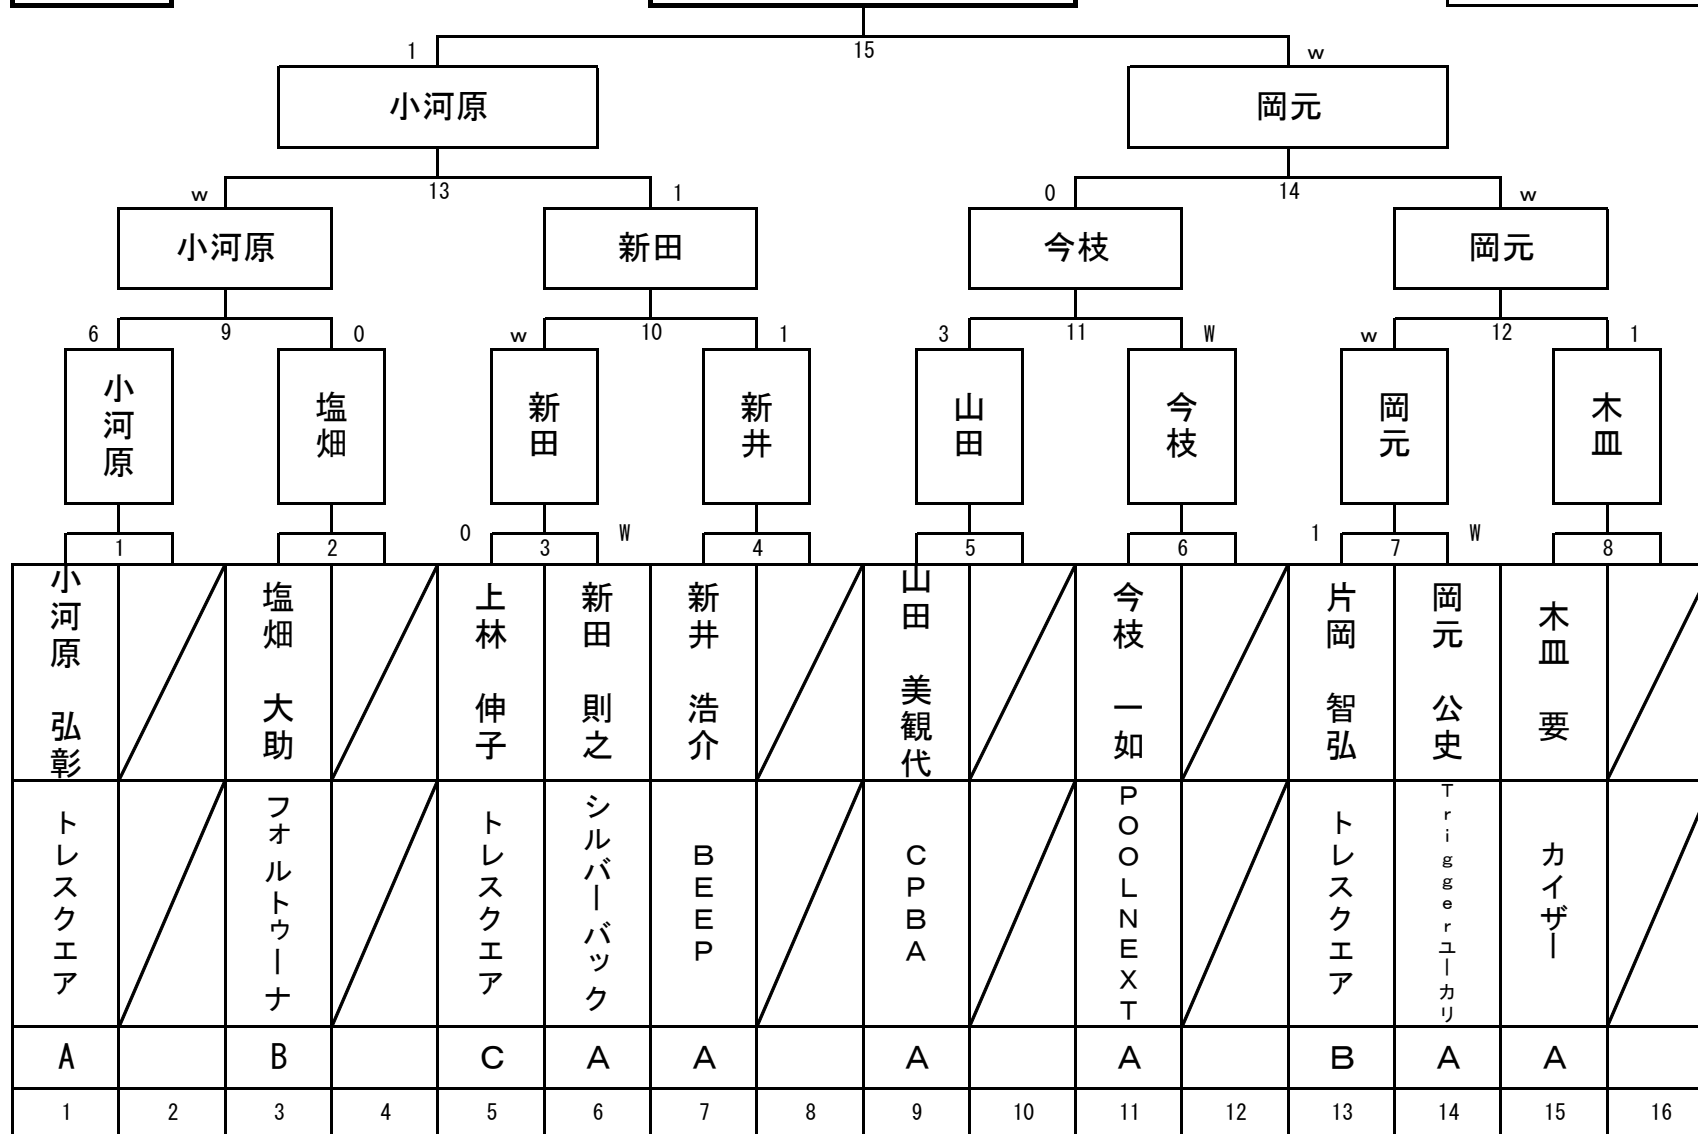 1 15 w
小河原 岡元
w 13 1 0 14 w
小河原 新田 今枝 岡元
6 9 0 w 10 1 3 11 W w 12 1
小河原 塩畑 新田 新井 山田 今枝 岡元 木皿
1 2 0 3 W 4 5 6 1 7 W 8
小河原 弘彰
塩畑 大助
上林 伸子
新田 則之
新井 浩介
山田 美観代
今枝 一如
片岡 智弘
岡元 公史
木皿 要
トレスクエア
フォルトゥーナ
トレスクエア
シルバーバック
BEEP
CPBA
POOLNEXT
トレスクエア
Triggerユーカリ
カイザー
A B C A A A A B A A
1 2 3 4 5 6 7 8 9 10 11 12 13 14 15 16